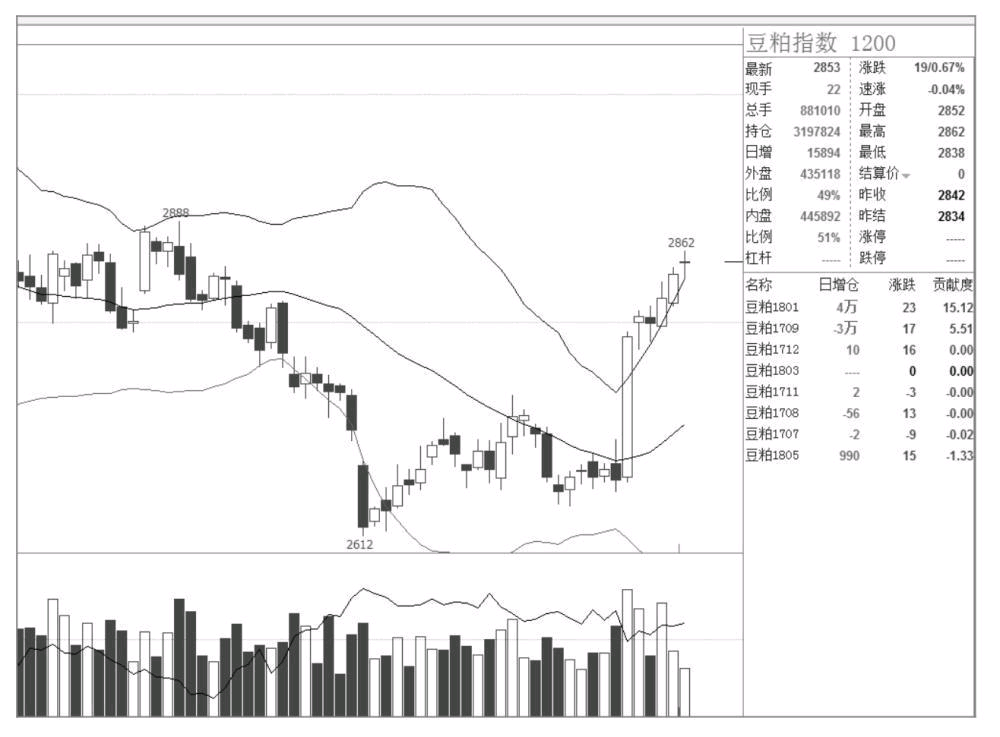 豆粕指数 1200
最新 2853 涨跌 19/0.67%
现手 22 速涨 -0.04%
总手 881010 开盘 2852
持仓 3197824 最高 2862
日增 15894 最低 2838
外盘 435118 结算价 0
比例 49% 昨收 2842
内盘 445892 昨结 2834
比例 51% 涨停 -----
杠杆 ----- 跌停 -----
名称 日增仓 涨跌 贡献度
豆粕1801 4万 23 15.12
豆粕1709 -3万 17 5.51
豆粕1712 10 16 0.00
豆粕1803 ---- 0 0.00
豆粕1711 2 -3 -0.00
豆粕1708 -56 13 -0.00
豆粕1707 -2 -9 -0.02
豆粕1805 990 15 -1.33
2888
2862
2612